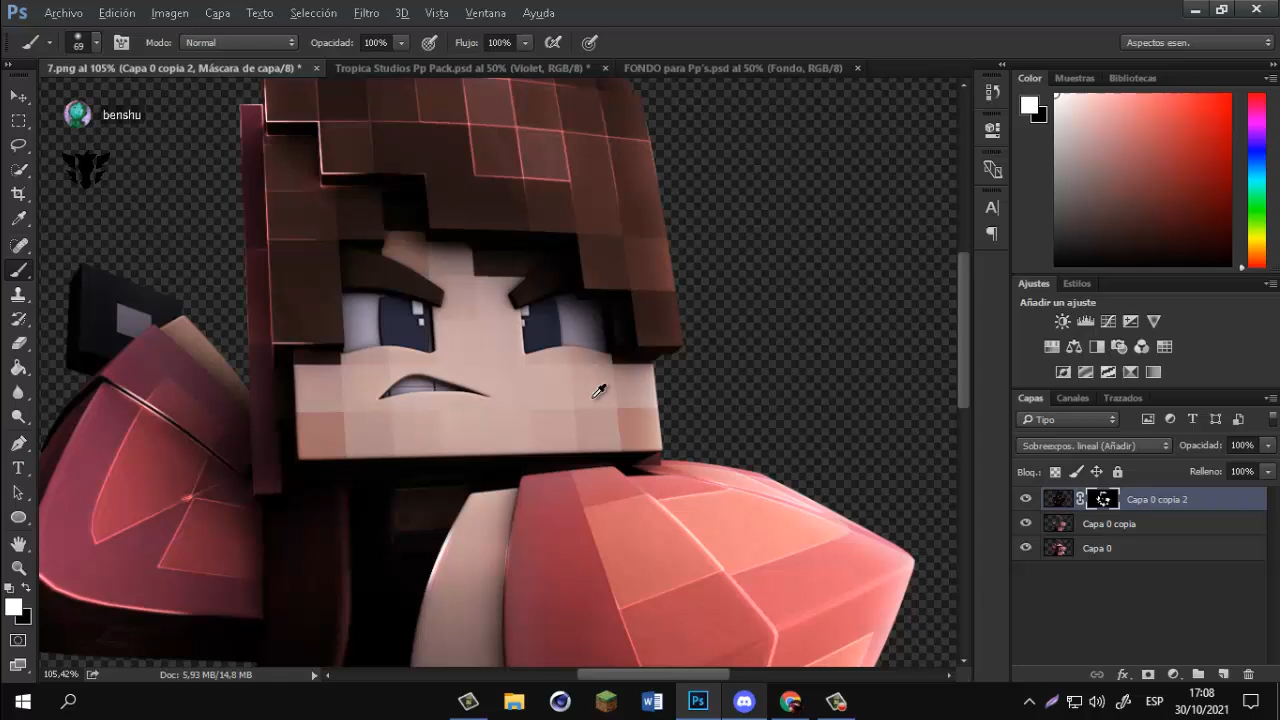 Ps Archivo Edición Imagen Capa Texto Selección Filtro 3D Vista Ventana Ayuda
69 Modo: Normal Opacidad: 100% Flujo: 100% Aspectos esen.
7.png al 105% (Capa 0 copia 2, Máscara de capa/8) * × Tropica Studios Pp Pack.psd al 50% (Violet, RGB/8) * × FONDO para Pp's.psd al 50% (Fondo, RGB/8) ×
benshu
Color Muestras Bibliotecas
Ajustes Estilos
Añadir un ajuste
Capas Canales Trazados
Tipo
Sobreexpos. lineal (Añadir) Opacidad: 100%
Bloq.: Relleno: 100%
Capa 0 copia 2
Capa 0 copia
Capa 0
105,42% Doc: 5,93 MB/14,8 MB
ESP 17:08
30/10/2021